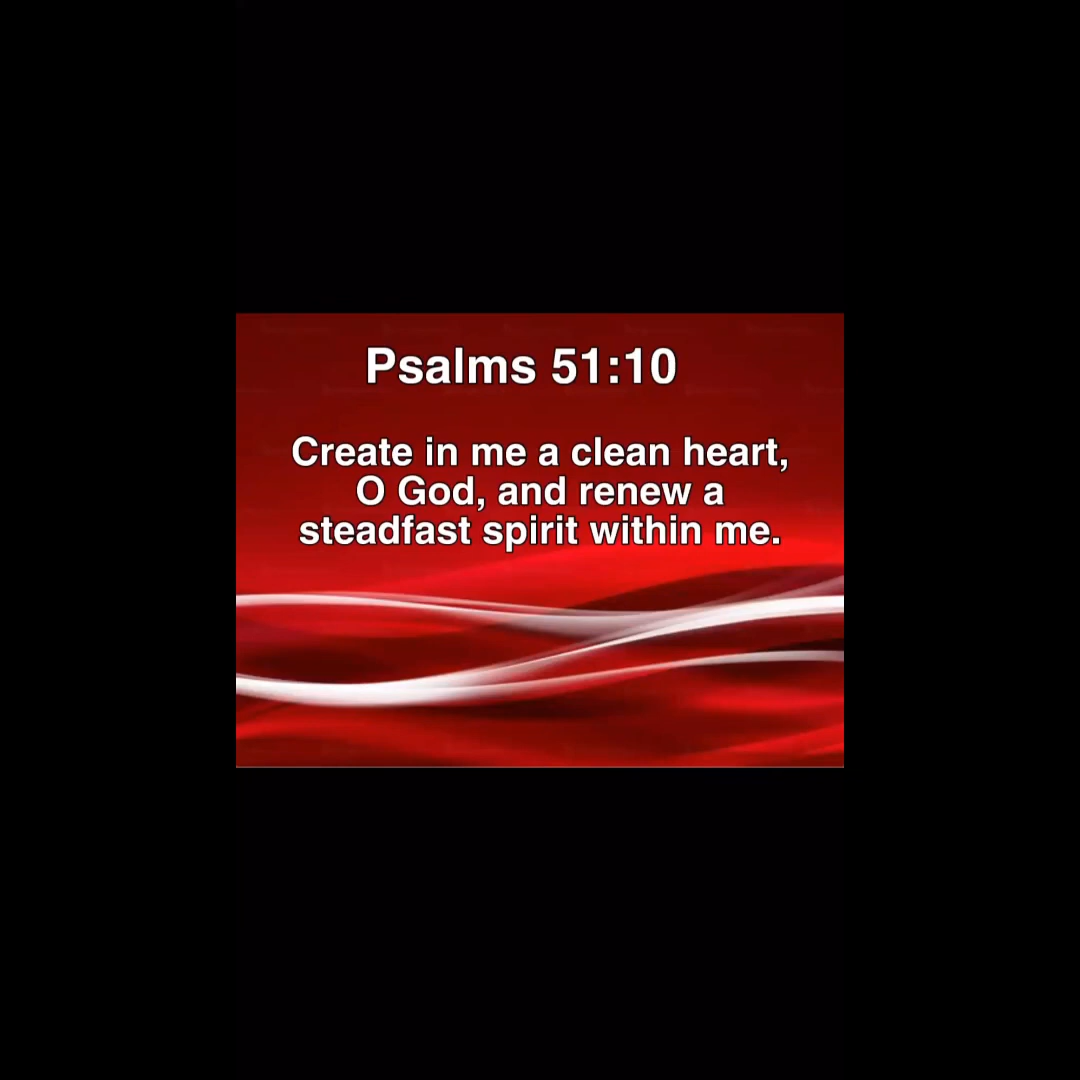 Psalms 51:10
Create in me a clean heart,
O God, and renew a
steadfast spirit within me.